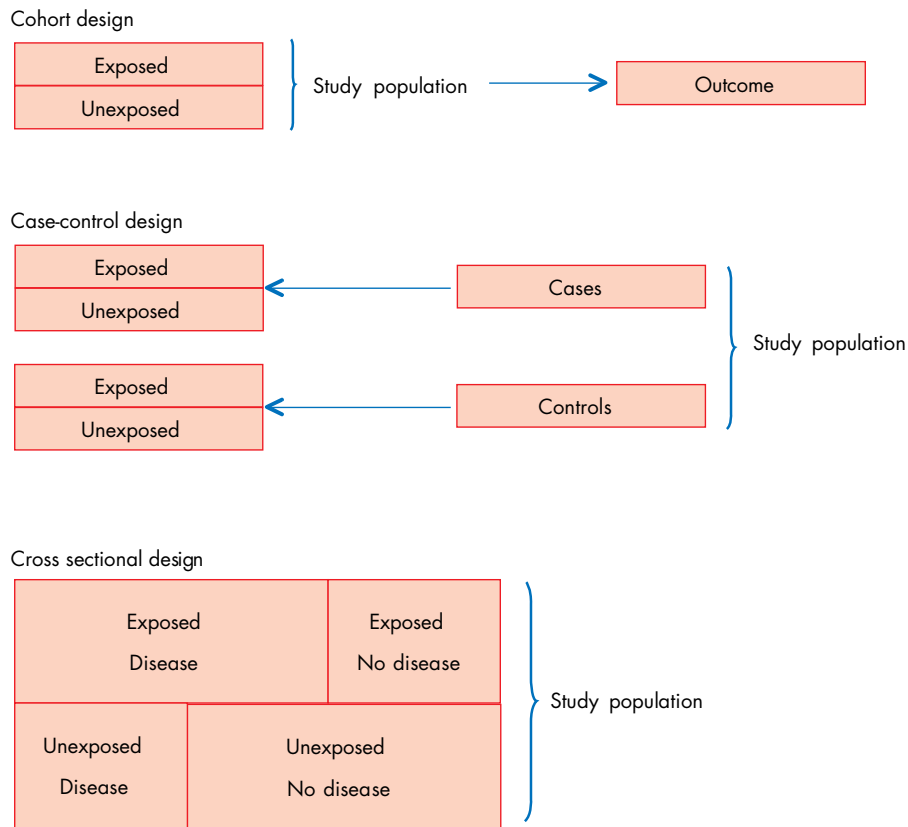 Cohort design
Exposed
Unexposed
Study population
Outcome
Case-control design
Exposed
Unexposed
Cases
Exposed
Unexposed
Controls
Study population
Cross sectional design
Exposed
Disease
Exposed
No disease
Unexposed
Disease
Unexposed
No disease
Study population